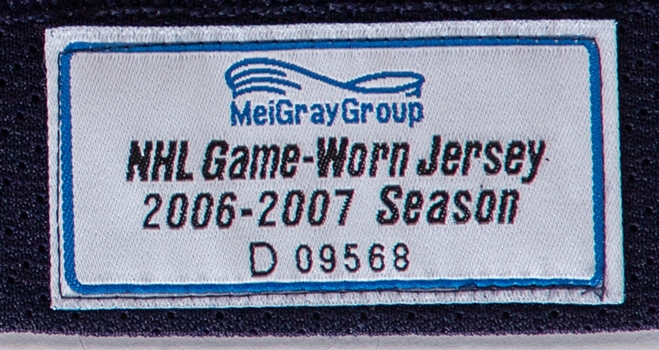 MeiGrayGroup
NHL Game-Worn Jersey
2006-2007 Season
D 09568